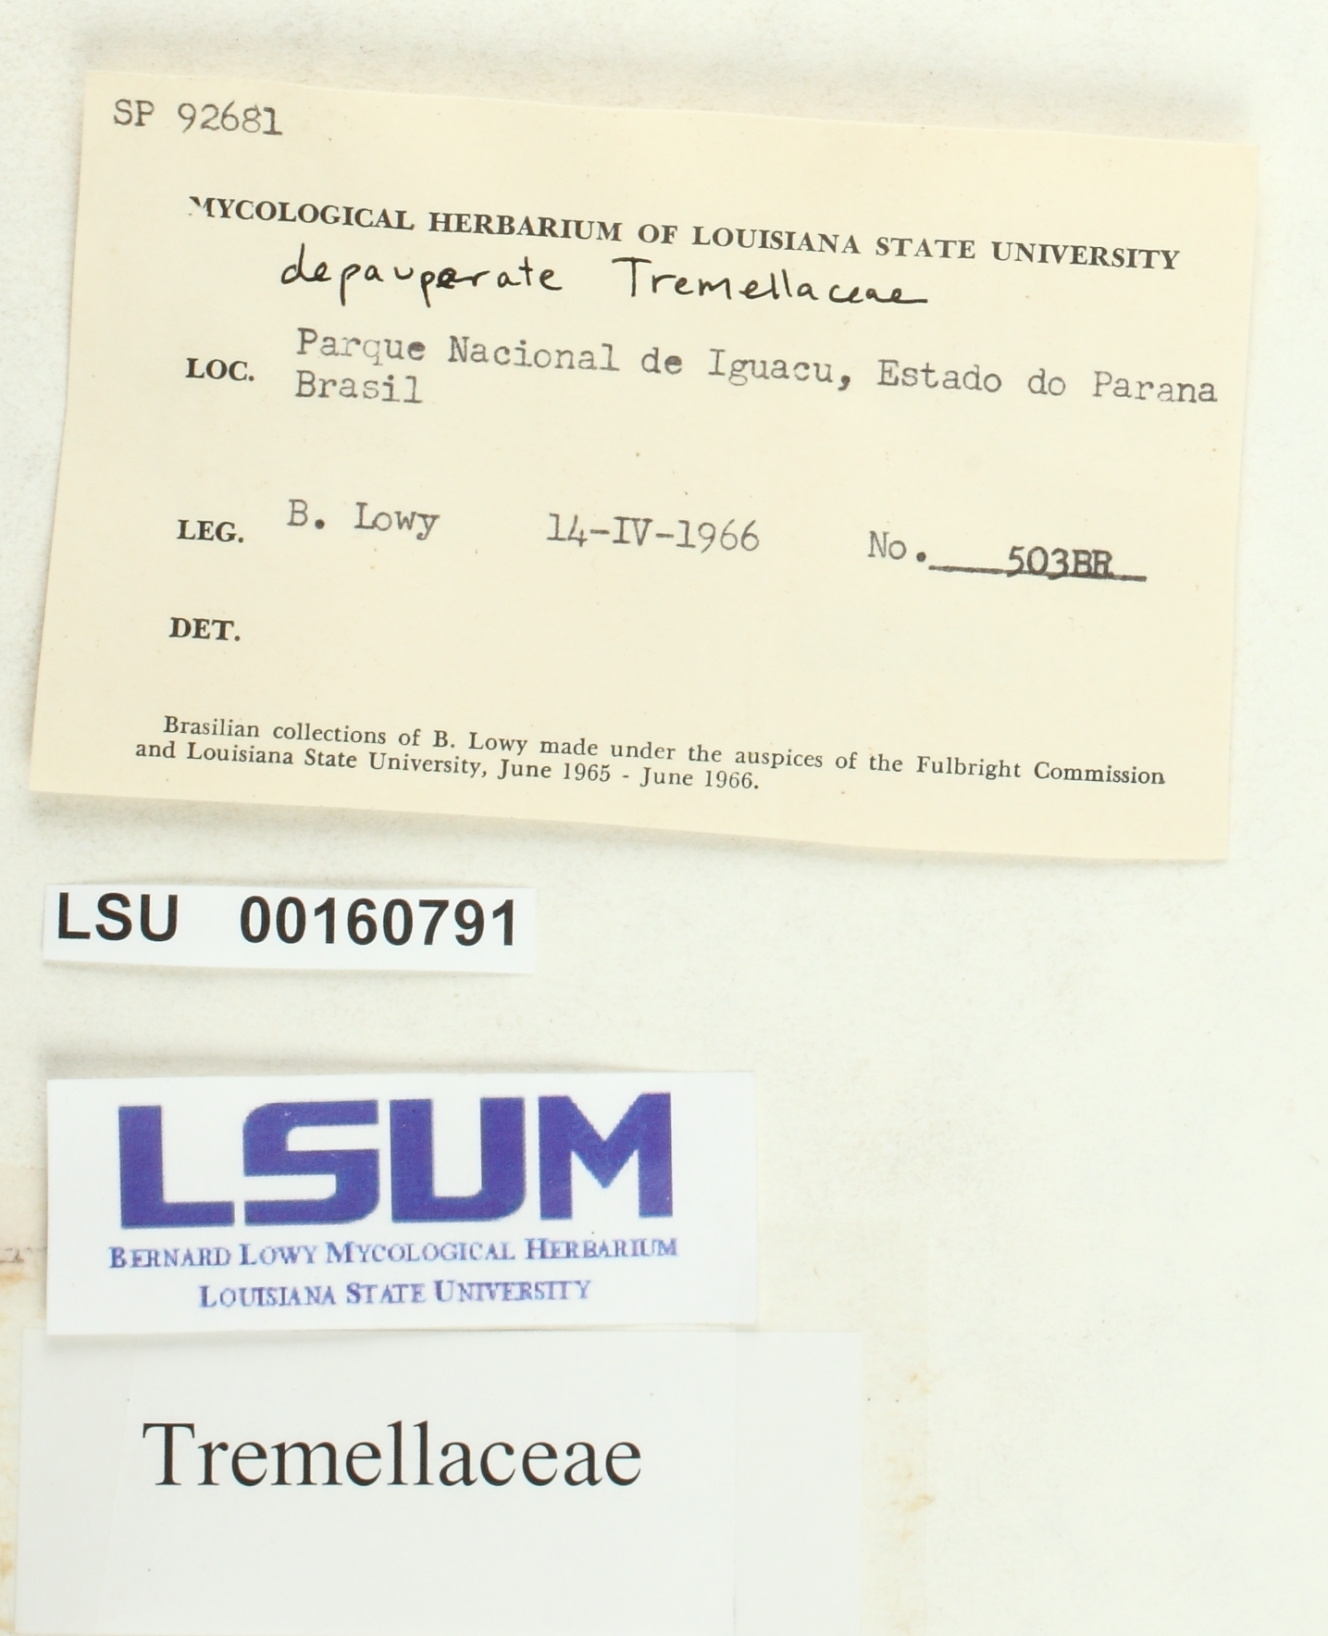 SP 92681
MYCOLOGICAL HERBARIUM OF LOUISIANA STATE UNIVERSITY
depauperate Tremellaceae
LOC. Parque Nacional de Iguacu, Estado do Parana
Brasil
LEG. B. Lowy 14-IV-1966 No. 503BR
DET.
Brasilian collections of B. Lowy made under the auspices of the Fulbright Commission
and Louisiana State University, June 1965 - June 1966.
LSU 00160791
LSUM
BERNARD LOWY MYCOLOGICAL HERBARIUM
LOUISIANA STATE UNIVERSITY
Tremellaceae